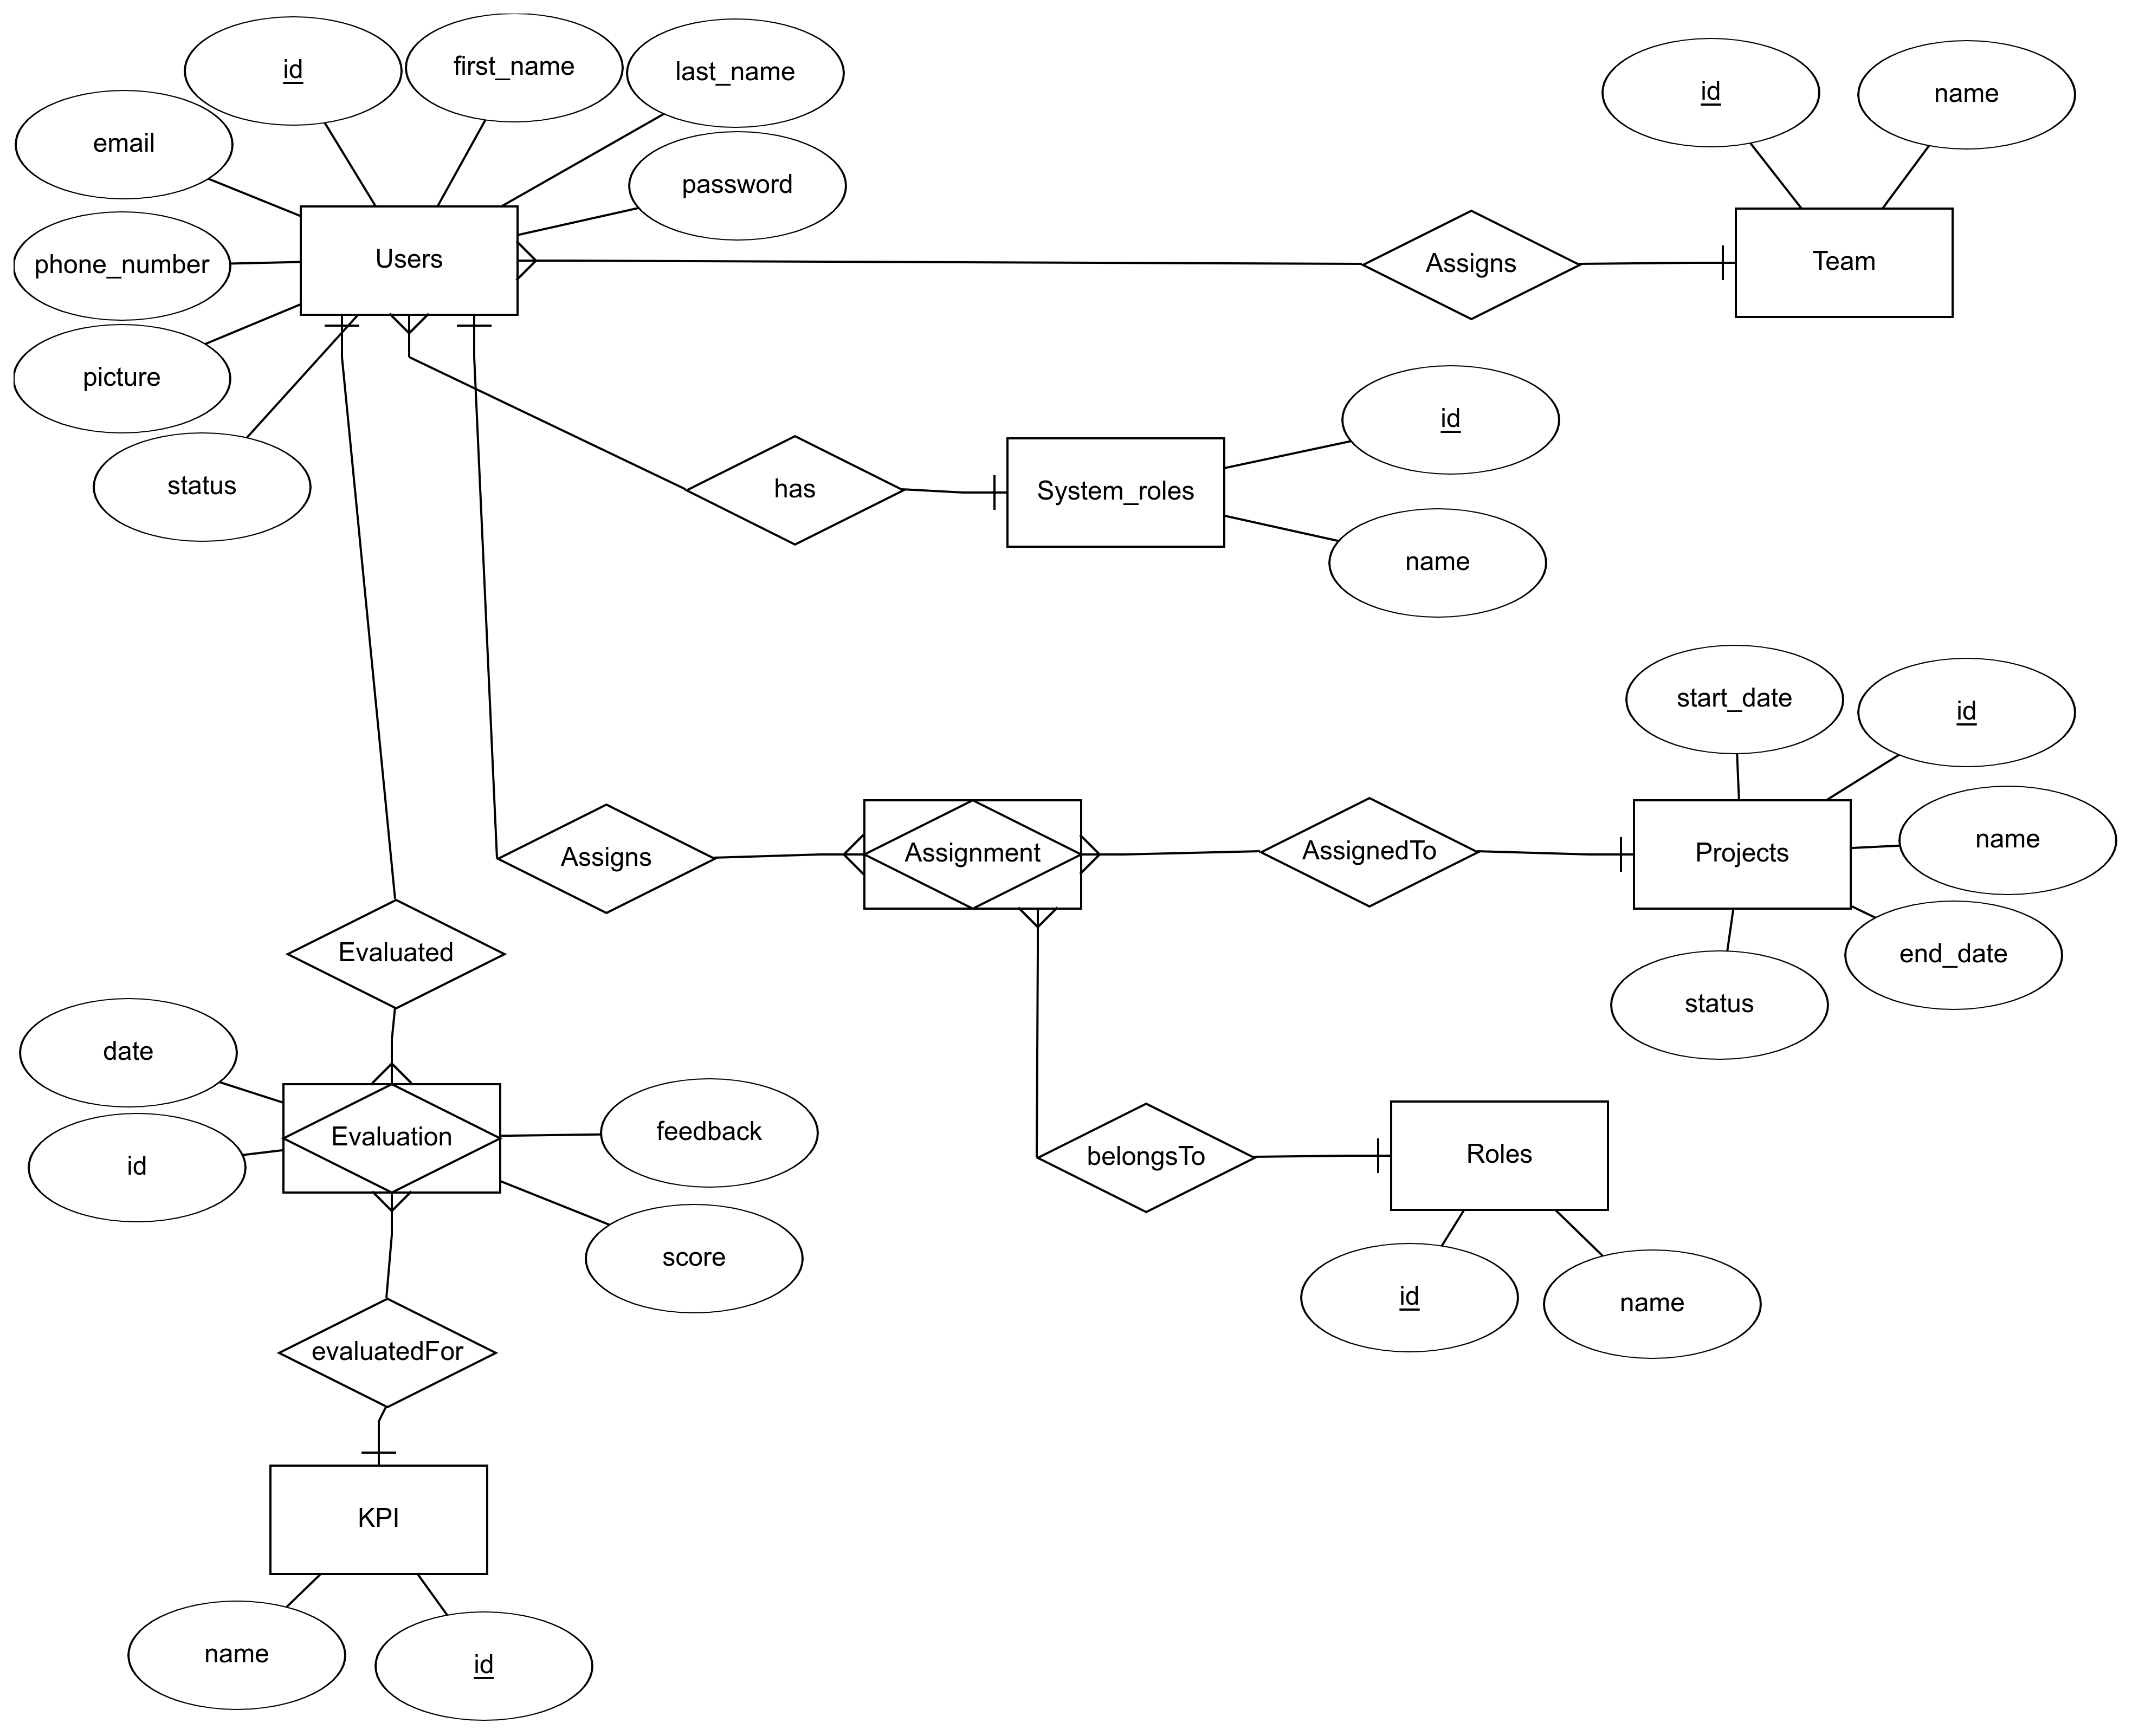 id
first_name
last_name
email
password
phone_number
Users
picture
status
Assigns
Team
id
name
has
System_roles
id
name
Assigns
Assignment
AssignedTo
Projects
start_date
id
name
end_date
status
Evaluated
date
id
Evaluation
feedback
score
belongsTo
Roles
id
name
evaluatedFor
KPI
name
id